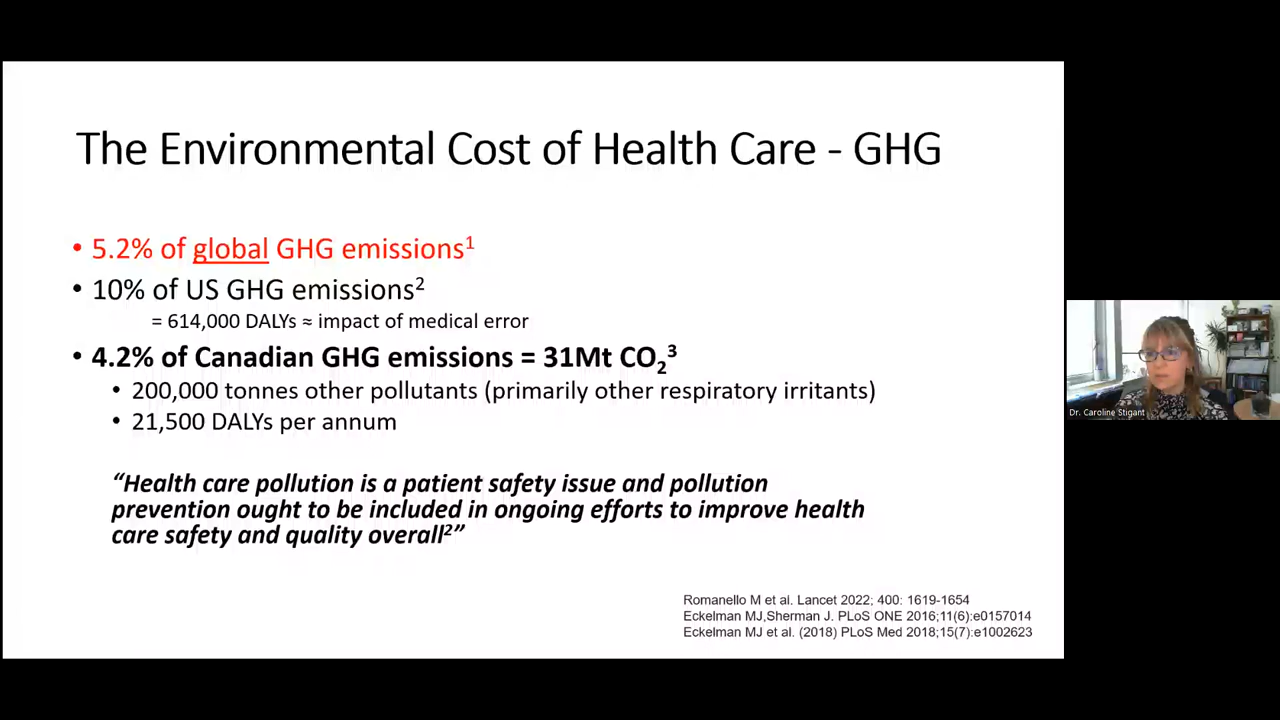 The Environmental Cost of Health Care - GHG
• 5.2% of global GHG emissions¹
• 10% of US GHG emissions²
= 614,000 DALYs ≈ impact of medical error
• 4.2% of Canadian GHG emissions = 31Mt CO₂³
• 200,000 tonnes other pollutants (primarily other respiratory irritants)
• 21,500 DALYs per annum
“Health care pollution is a patient safety issue and pollution
prevention ought to be included in ongoing efforts to improve health
care safety and quality overall²”
Romanello M et al. Lancet 2022; 400: 1619-1654
Eckelman MJ,Sherman J. PLoS ONE 2016;11(6):e0157014
Eckelman MJ et al. (2018) PLoS Med 2018;15(7):e1002623
Dr. Caroline Stigant